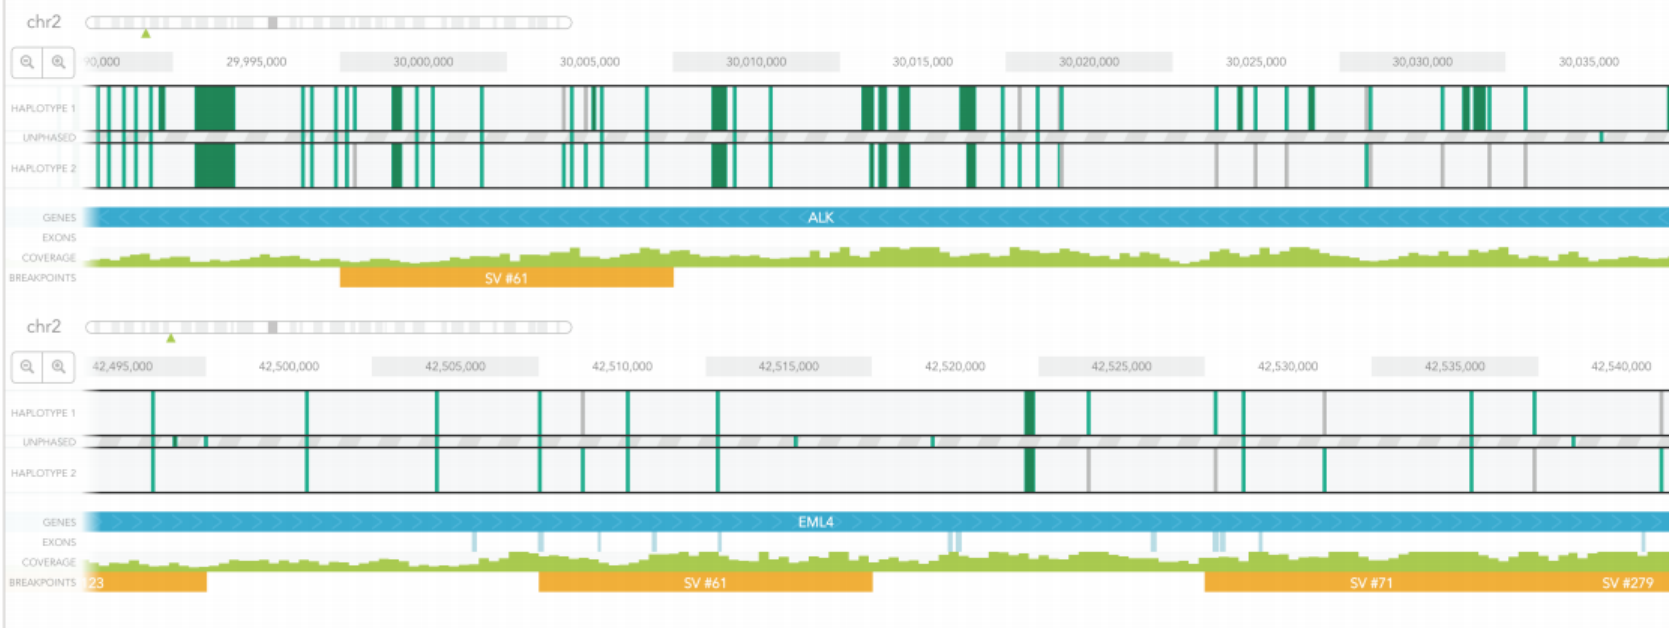 chr2
90,000 29,995,000 30,000,000 30,005,000 30,010,000 30,015,000 30,020,000 30,025,000 30,030,000 30,035,000
HAPLOTYPE 1
UNPHASED
HAPLOTYPE 2
GENES ALK
EXONS
COVERAGE
BREAKPOINTS SV #61
chr2
42,495,000 42,500,000 42,505,000 42,510,000 42,515,000 42,520,000 42,525,000 42,530,000 42,535,000 42,540,000
HAPLOTYPE 1
UNPHASED
HAPLOTYPE 2
GENES EML4
EXONS
COVERAGE
BREAKPOINTS 23 SV #61 SV #71 SV #279